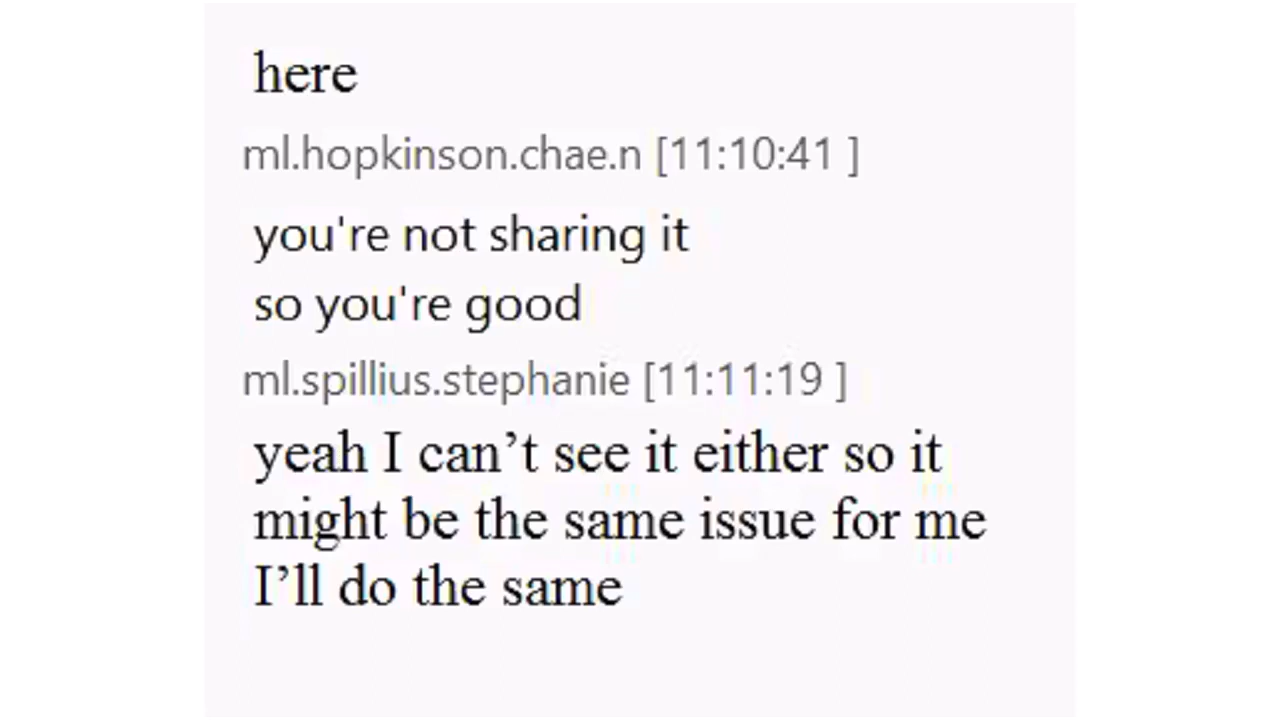 here
ml.hopkinson.chae.n [11:10:41 ]
you're not sharing it
so you're good
ml.spillius.stephanie [11:11:19 ]
yeah I can’t see it either so it
might be the same issue for me
I’ll do the same